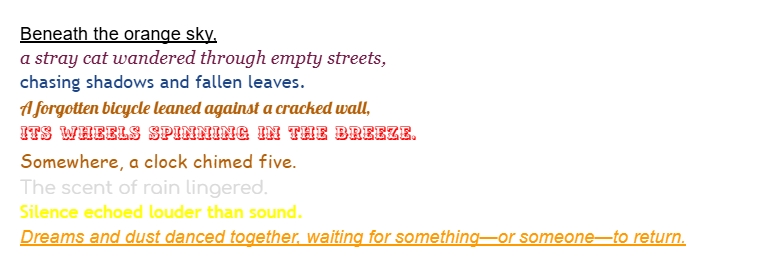 Beneath the orange sky,
a stray cat wandered through empty streets,
chasing shadows and fallen leaves.
A forgotten bicycle leaned against a cracked wall,
ITS WHEELS SPINNING IN THE BREEZE.
Somewhere, a clock chimed five.
The scent of rain lingered.
Silence echoed louder than sound.
Dreams and dust danced together, waiting for something—or someone—to return.